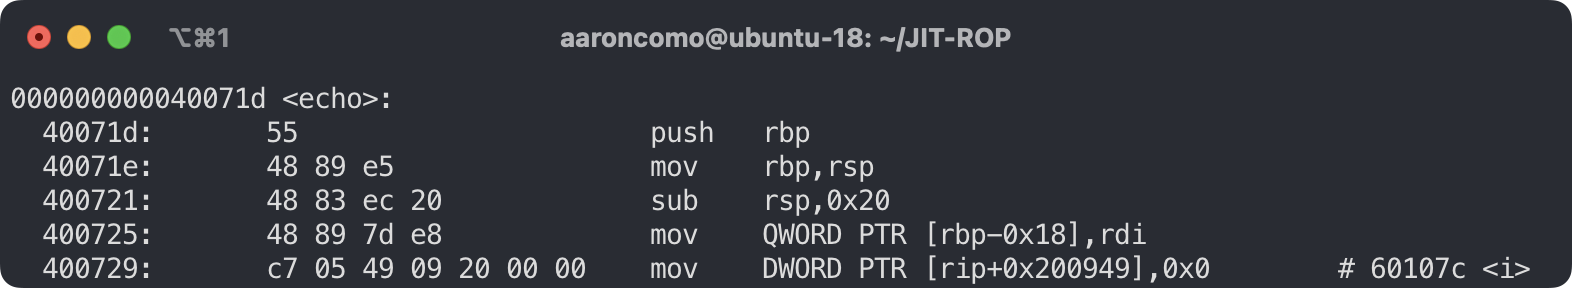 ⌥⌘1 aaroncomo@ubuntu-18: ~/JIT-ROP
000000000040071d <echo>:
40071d: 55 push rbp
40071e: 48 89 e5 mov rbp,rsp
400721: 48 83 ec 20 sub rsp,0x20
400725: 48 89 7d e8 mov QWORD PTR [rbp-0x18],rdi
400729: c7 05 49 09 20 00 00 mov DWORD PTR [rip+0x200949],0x0 # 60107c <i>